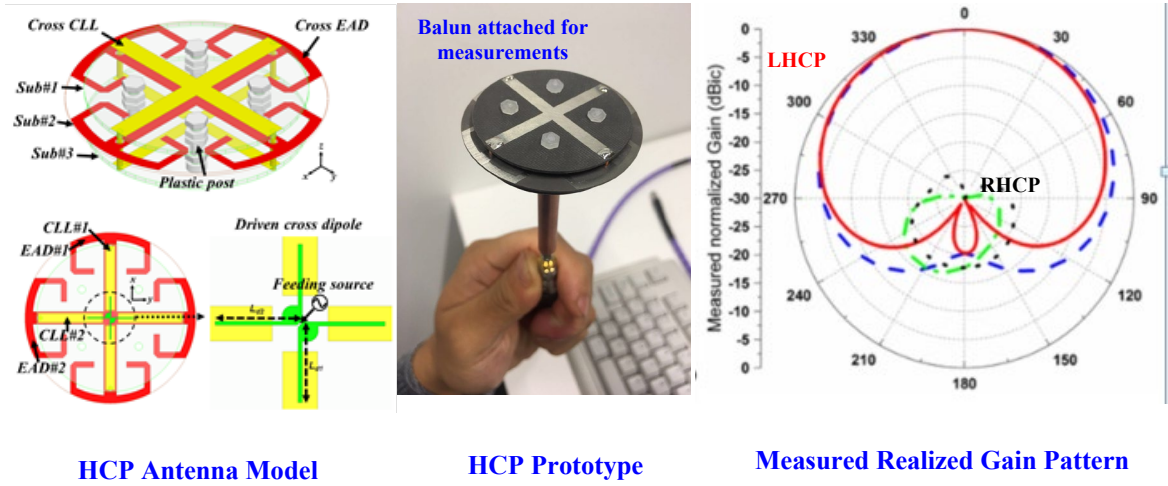 Cross CLL
Cross EAD
Sub#1
Sub#2
Sub#3
Plastic post
z
x
y
CLL#1
EAD#1
x
y
CLL#2
EAD#2
Driven cross dipole
Feeding source
Balun attached for
measurements
LHCP
RHCP
Measured normalized Gain (dBic)
0
-5
-10
-15
-20
-25
-30
-25
-20
-15
-10
-5
0
0
30
60
90
120
150
180
210
240
270
300
330
HCP Antenna Model
HCP Prototype
Measured Realized Gain Pattern